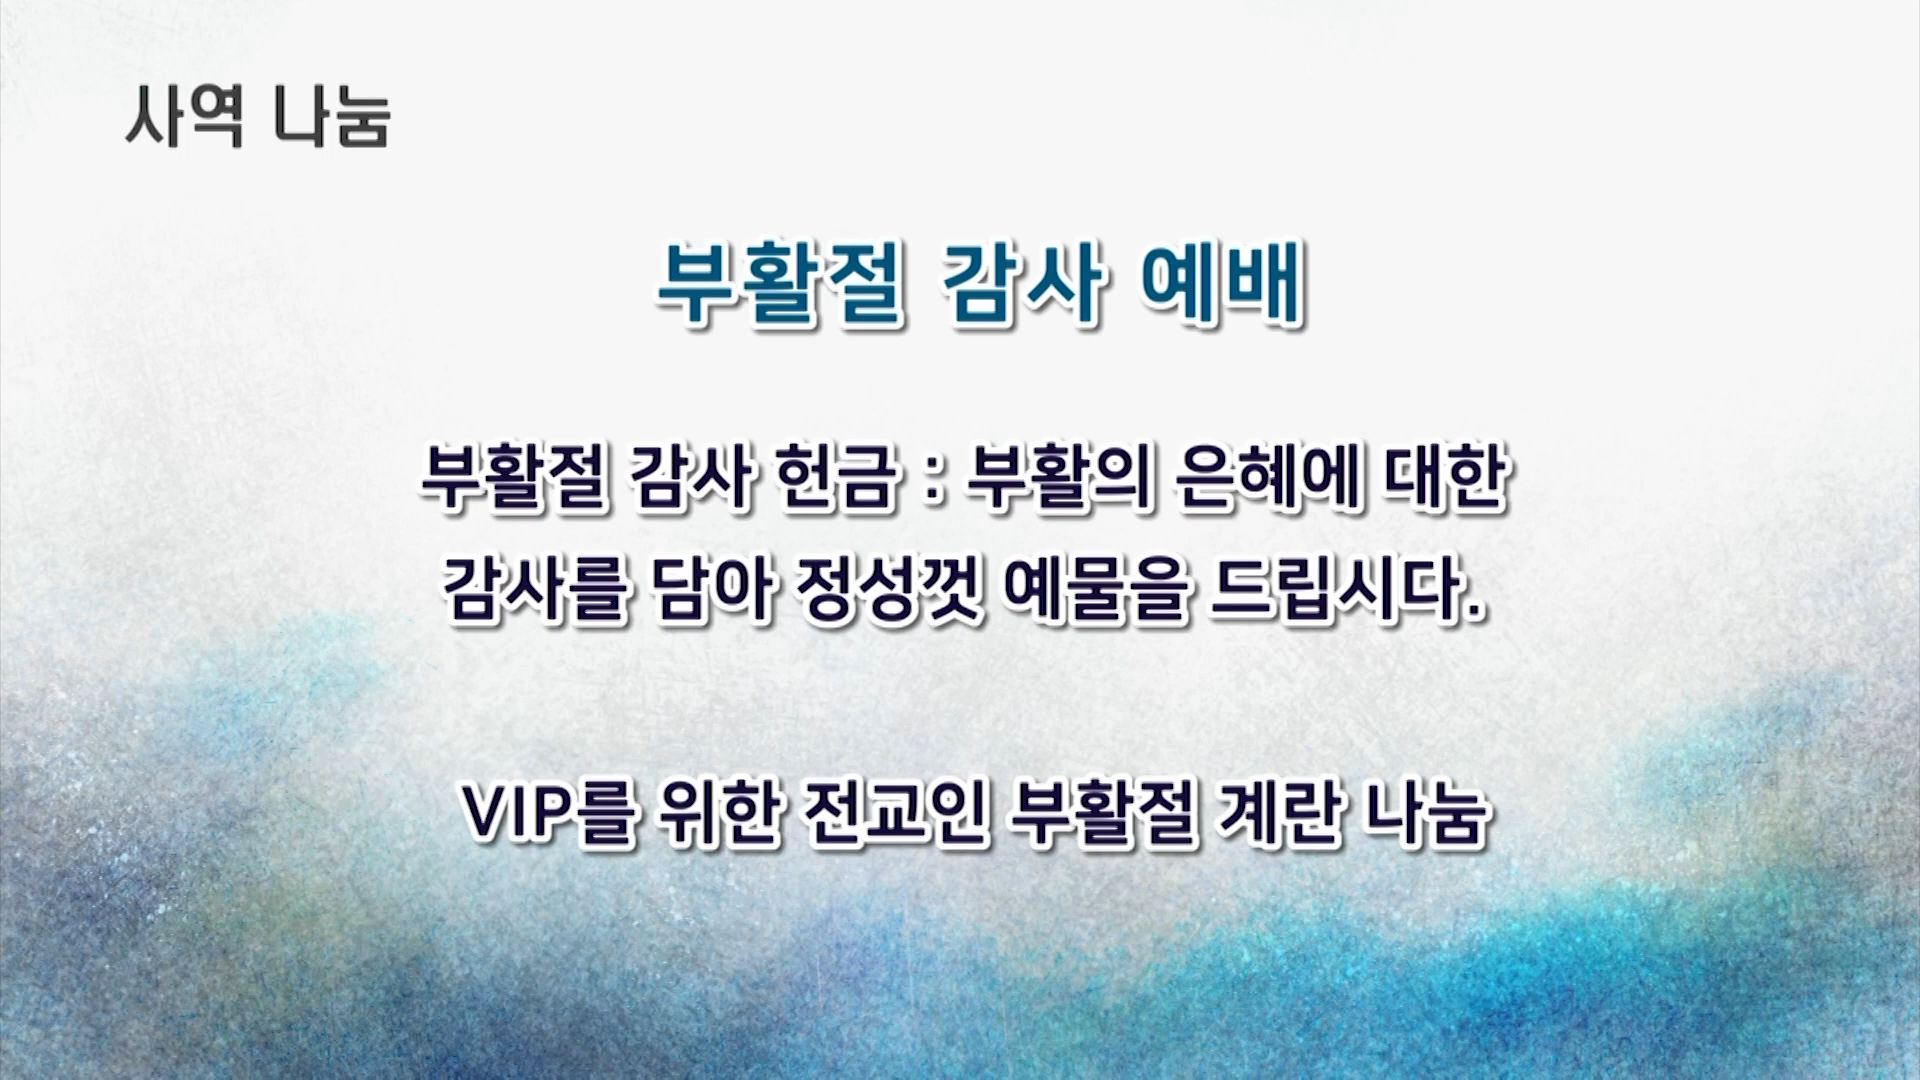 사역 나눔
부활절 감사 예배
부활절 감사 헌금 : 부활의 은혜에 대한
감사를 담아 정성껏 예물을 드립시다.
VIP를 위한 전교인 부활절 계란 나눔